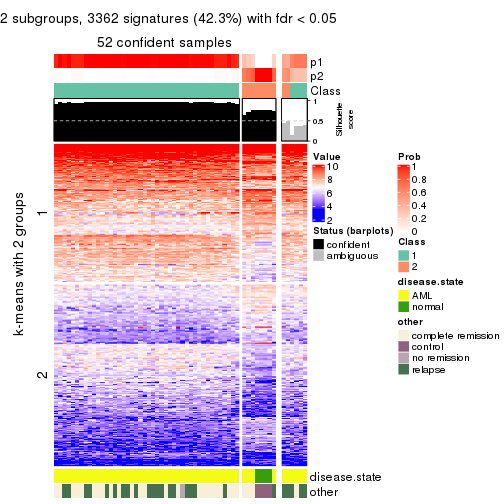 2 subgroups, 3362 signatures (42.3%) with fdr < 0.05
52 confident samples
p1
p2
Class
1
0.5
0
Silhouette
score
k-means with 2 groups
1
2
Value
10
8
6
4
2
Status (barplots)
confident
ambiguous
Prob
1
0.8
0.6
0.4
0.2
0
Class
1
2
disease.state
AML
normal
other
complete remission
control
no remission
relapse
disease.state
other